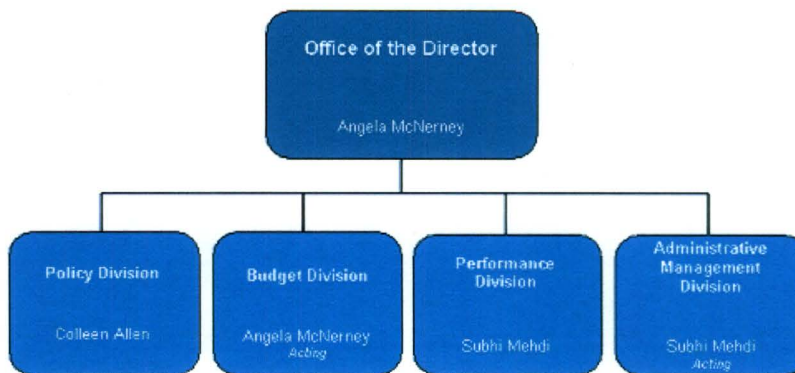 Office of the Director
Angela McNerney
Policy Division
Colleen Allen
Budget Division
Angela McNerney
Acting
Performance
Division
Subhi Mehdi
Administrative
Management
Division
Subhi Mehdi
Acting